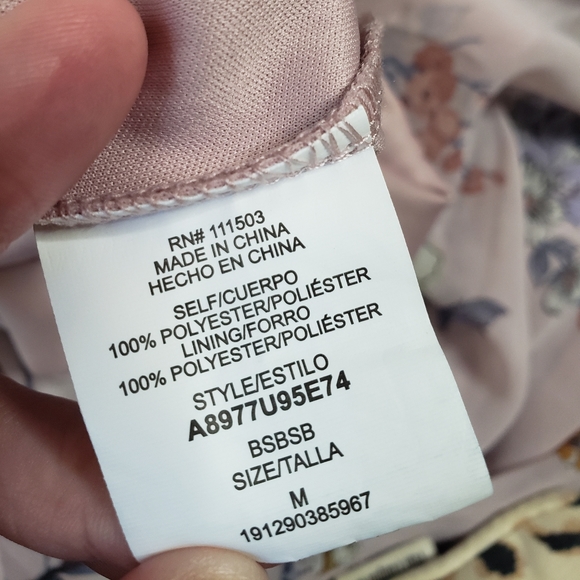 RN# 111503
MADE IN CHINA
HECHO EN CHINA
SELF/CUERPO
100% POLYESTER/POLIÉSTER
LINING/FORRO
100% POLYESTER/POLIÉSTER
STYLE/ESTILO
A8977U95E74
BSBSB
SIZE/TALLA
M
191290385967